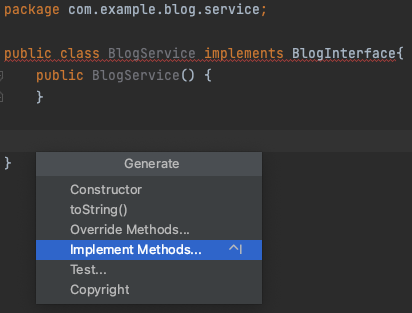 package com.example.blog.service;
public class BlogService implements BlogInterface{
public BlogService() {
}
}
Generate
Constructor
toString()
Override Methods...
Implement Methods... ^I
Test...
Copyright